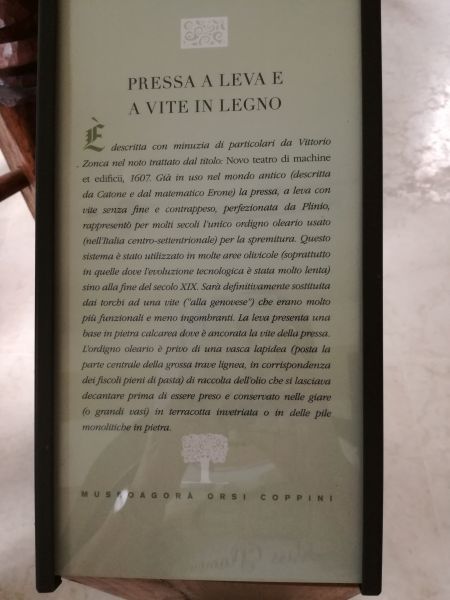 PRESSA A LEVA E
A VITE IN LEGNO
È descritta con minuzia di particolari da Vittorio
Zonca nel noto trattato dal titolo: Novo teatro di machine
et edificii, 1607. Già in uso nel mondo antico (descritta
da Catone e dal matematico Erone) la pressa, a leva con
vite senza fine e contrappeso, perfezionata da Plinio,
rappresentò per molti secoli l'unico ordigno oleario usato
(nell'Italia centro-settentrionale) per la spremitura. Questo
sistema è stato utilizzato in molte aree olivicole (soprattutto
in quelle dove l'evoluzione tecnologica è stata molto lenta)
sino alla fine del secolo XIX. Sarà definitivamente sostituita
dai torchi ad una vite ("alla genovese") che erano molto
più funzionali e meno ingombranti. La leva presenta una
base in pietra calcarea dove è ancorata la vite della pressa.
L'ordigno oleario è privo di una vasca lapidea (posta la
parte centrale della grossa trave lignea, in corrispondenza
dei fiscoli pieni di pasta) di raccolta dell'olio che si lasciava
decantare prima di essere preso e conservato nelle giare
(o grandi vasi) in terracotta invetriata o in delle pile
monolitiche in pietra.
MUSEOAGORÀ ORSI COPPINI